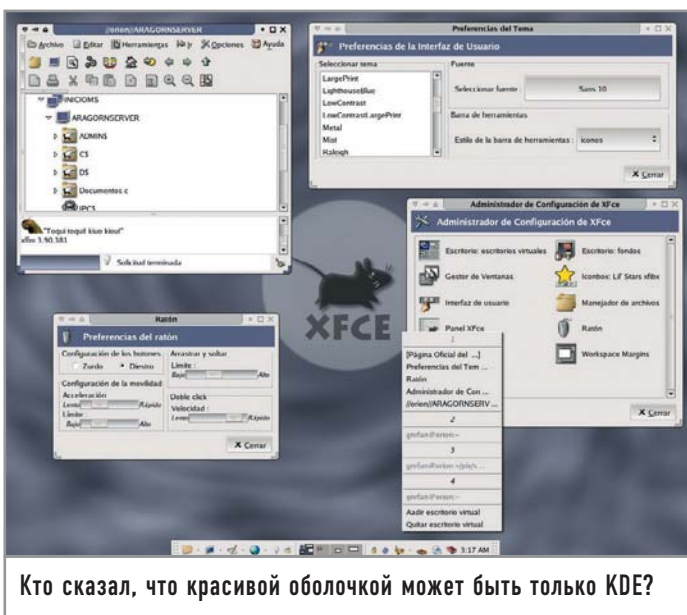 //orion//ARAGORNSERVER
Archivo Editar Herramientas Ir Opciones Ayuda
INICIOMS
ARAGORNSERVER
ADMIN$
C$
D$
Documentos c
IPC$
"Toqui toqui kiuo kioui"
xffm 3.90.381
Solicitud terminada
Preferencias del Tema
Preferencias de la Interfaz de Usuario
Seleccionar tema
LargePrint
LighthouseBlue
LowContrast
LowContrastLargePrint
Metal
Mist
Raleigh
Fuente
Seleccionar fuente :
Sans 10
Barra de herramientas
Estilo de la barra de herramientas :
Iconos
Cerrar
Administrador de Configuración de XFce
Administrador de Configuración de XFce
Escritorio: escritorios virtuales
Escritorio: fondos
Gestor de Ventanas
Iconbox: Lil' Stars xfibx
Interfaz de usuario
Manejador de archivos
Panel XFce
Ratón
Workspace Margins
Cerrar
XFCE
Ratón
Preferencias del ratón
Configuración de los botones
Zurdo Diestro
Configuración de la movilidad
Acceleración
Lento Rápido
Límite :
Bajo Alto
Arrastrar y soltar
Límite :
Bajo Alto
Doble click
Velocidad :
Lento Rápido
Cerrar
1
[Página Oficial del ...]
Preferencias del Tem ...
Ratón
Administrador de Con ...
//orion//ARAGORNSERV ...
2
3
4
Aadir escritorio virtual
Quitar escritorio virtual
3:17 AM
Кто сказал, что красивой оболочкой может быть только KDE?